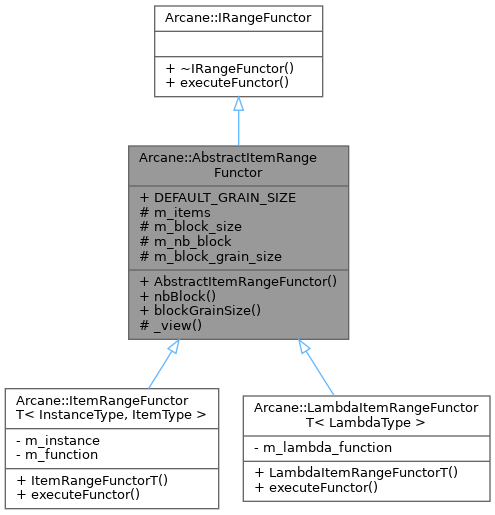 Arcane::IRangeFunctor
+ ~IRangeFunctor()
+ executeFunctor()
Arcane::AbstractItemRange
Functor
+ DEFAULT_GRAIN_SIZE
# m_items
# m_block_size
# m_nb_block
# m_block_grain_size
+ AbstractItemRangeFunctor()
+ nbBlock()
+ blockGrainSize()
# _view()
Arcane::ItemRangeFunctor
T< InstanceType, ItemType >
- m_instance
- m_function
+ ItemRangeFunctorT()
+ executeFunctor()
Arcane::LambdaItemRangeFunctor
T< LambdaType >
- m_lambda_function
+ LambdaItemRangeFunctorT()
+ executeFunctor()